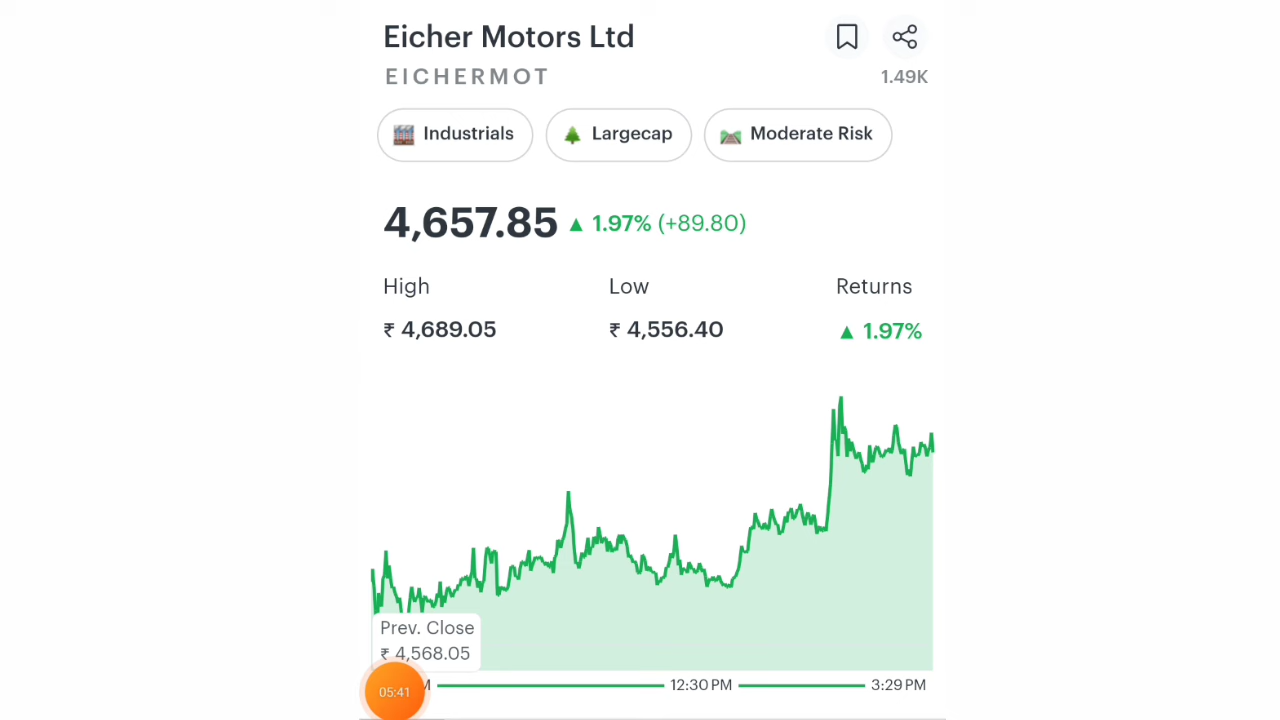 Eicher Motors Ltd
EICHERMOT
1.49K
Industrials
Largecap
Moderate Risk
4,657.85 ▲ 1.97% (+89.80)
High
Low
Returns
₹ 4,689.05
₹ 4,556.40
▲ 1.97%
Prev. Close
₹ 4,568.05
05:41
12:30 PM
3:29 PM